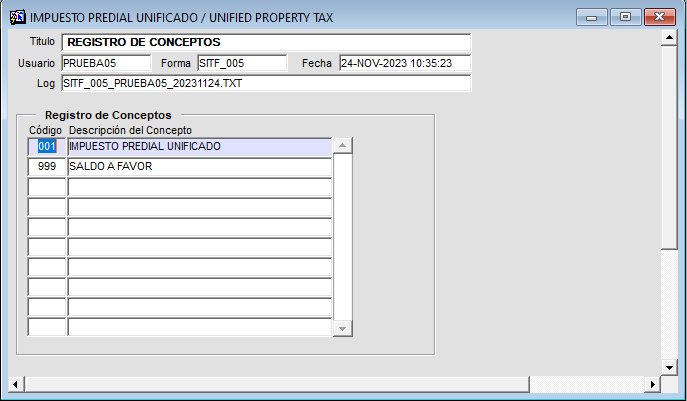 IMPUESTO PREDIAL UNIFICADO / UNIFIED PROPERTY TAX
Titulo REGISTRO DE CONCEPTOS
Usuario PRUEBA05 Forma SITF_005 Fecha 24-NOV-2023 10:35:23
Log SITF_005_PRUEBA05_20231124.TXT
Registro de Conceptos
Código Descripción del Concepto
001 IMPUESTO PREDIAL UNIFICADO
999 SALDO A FAVOR